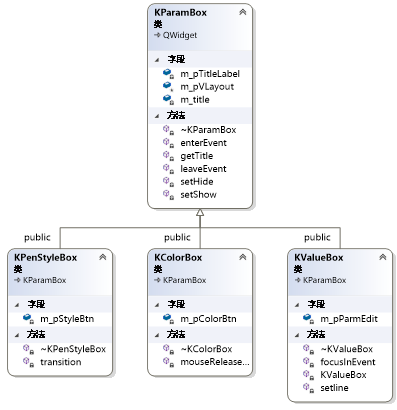 KParamBox
类
QWidget
字段
m_pTitleLabel
m_pVLayout
m_title
方法
~KParamBox
enterEvent
getTitle
leaveEvent
setHide
setShow
public
public
public
KPenStyleBox
类
KParamBox
字段
m_pStyleBtn
方法
~KPenStyleBox
transition
KColorBox
类
KParamBox
字段
m_pColorBtn
方法
~KColorBox
mouseRelease...
KValueBox
类
KParamBox
字段
m_pParmEdit
方法
~KValueBox
focusInEvent
KValueBox
setline